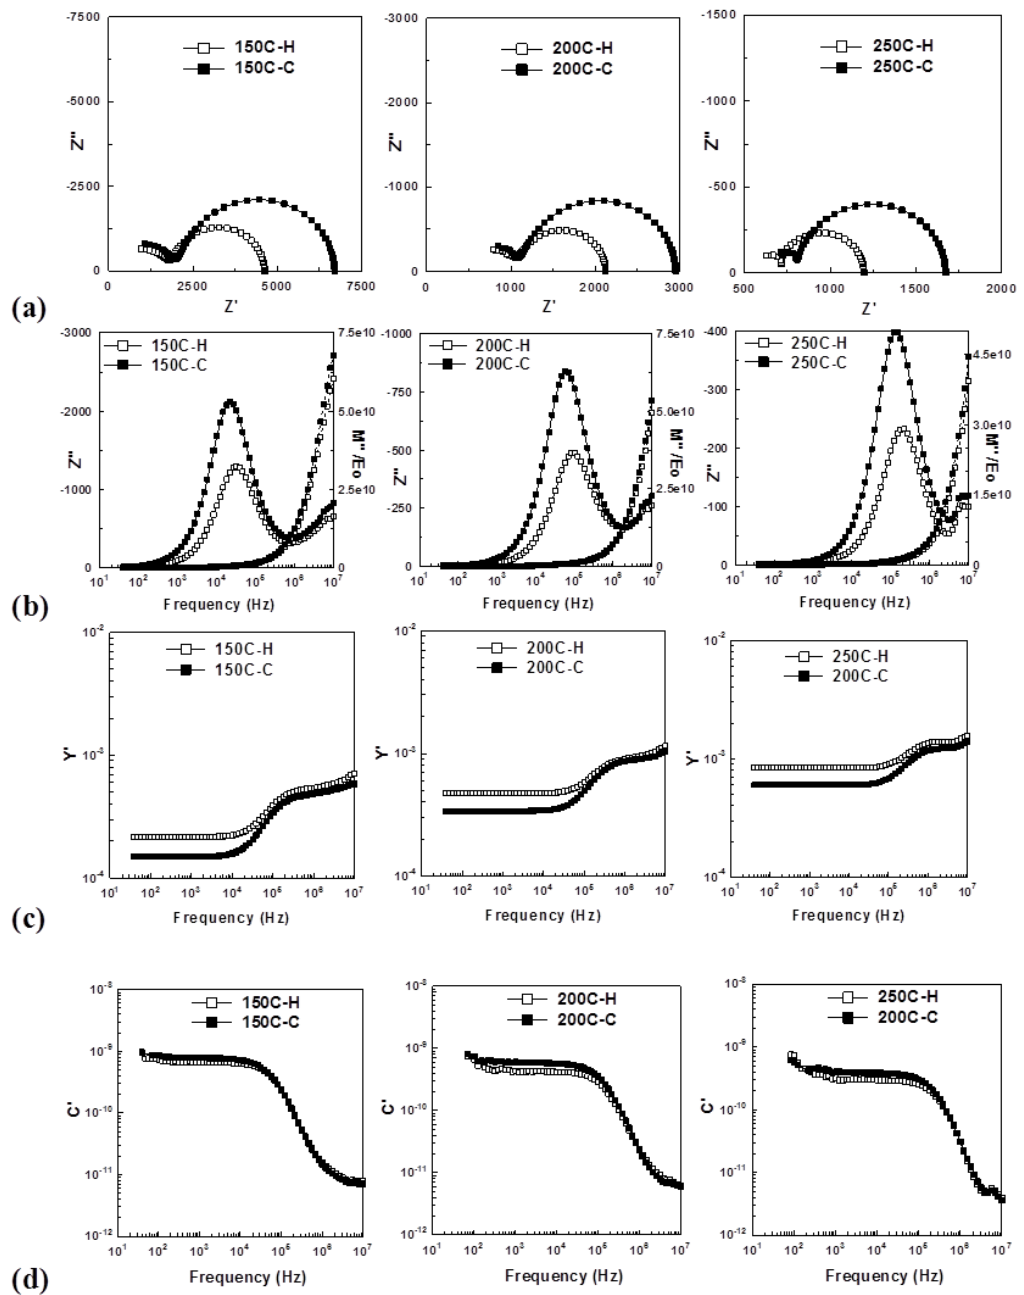 -7500
-5000
-2500
0
Z''
150C-H
150C-C
0
2500
5000
7500
Z'
-3000
-2000
-1000
0
Z''
200C-H
200C-C
0
1000
2000
3000
Z'
-1500
-1000
-500
0
Z''
250C-H
250C-C
500
1000
1500
2000
Z'
(a)
-3000
-2000
-1000
0
Z''
150C-H
150C-C
7.5e10
5.0e10
2.5e10
0
M''/Eo
10¹ 10² 10³ 10⁴ 10⁵ 10⁶ 10⁷
Frequency (Hz)
-1000
-750
-500
-250
0
Z''
200C-H
200C-C
7.5e10
5.0e10
2.5e10
0
M''/Eo
10¹ 10² 10³ 10⁴ 10⁵ 10⁶ 10⁷
Frequency (Hz)
-400
-300
-200
-100
0
Z''
250C-H
250C-C
4.5e10
3.0e10
1.5e10
0
M''/Eo
10¹ 10² 10³ 10⁴ 10⁵ 10⁶ 10⁷
Frequency (Hz)
(b)
10⁻²
10⁻³
10⁻⁴
Y'
150C-H
150C-C
10¹ 10² 10³ 10⁴ 10⁵ 10⁶ 10⁷
Frequency (Hz)
10⁻²
10⁻³
10⁻⁴
Y'
200C-H
200C-C
10¹ 10² 10³ 10⁴ 10⁵ 10⁶ 10⁷
Frequency (Hz)
10⁻²
10⁻³
10⁻⁴
Y'
250C-H
200C-C
10¹ 10² 10³ 10⁴ 10⁵ 10⁶ 10⁷
Frequency (Hz)
(c)
10⁻⁸
10⁻⁹
10⁻¹⁰
10⁻¹¹
10⁻¹²
C'
150C-H
150C-C
10¹ 10² 10³ 10⁴ 10⁵ 10⁶ 10⁷
Frequency (Hz)
10⁻⁸
10⁻⁹
10⁻¹⁰
10⁻¹¹
10⁻¹²
C'
200C-H
200C-C
10¹ 10² 10³ 10⁴ 10⁵ 10⁶ 10⁷
Frequency (Hz)
10⁻⁸
10⁻⁹
10⁻¹⁰
10⁻¹¹
10⁻¹²
C'
250C-H
200C-C
10¹ 10² 10³ 10⁴ 10⁵ 10⁶ 10⁷
Frequency (Hz)
(d)